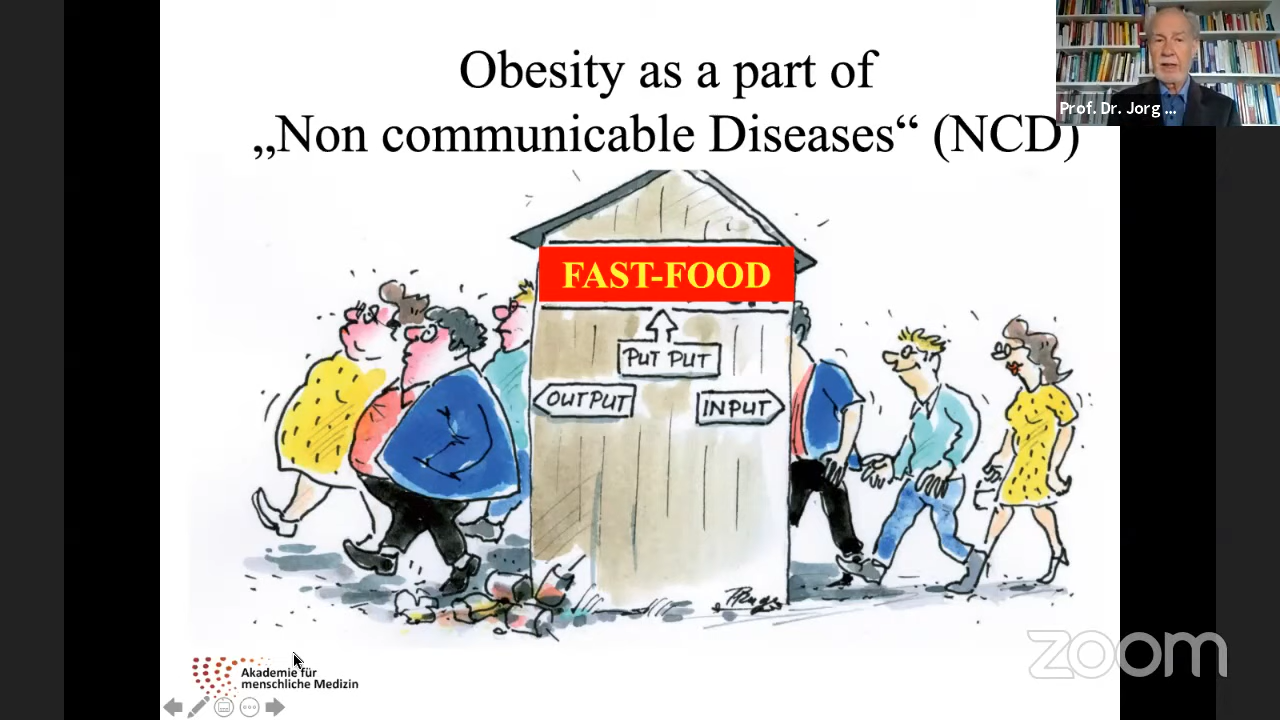 Obesity as a part of
„Non communicable Diseases“ (NCD)
Prof. Dr. Jorg ...
FAST-FOOD
PUT PUT
OUTPUT
INPUT
zoom
Akademie für
menschliche Medizin